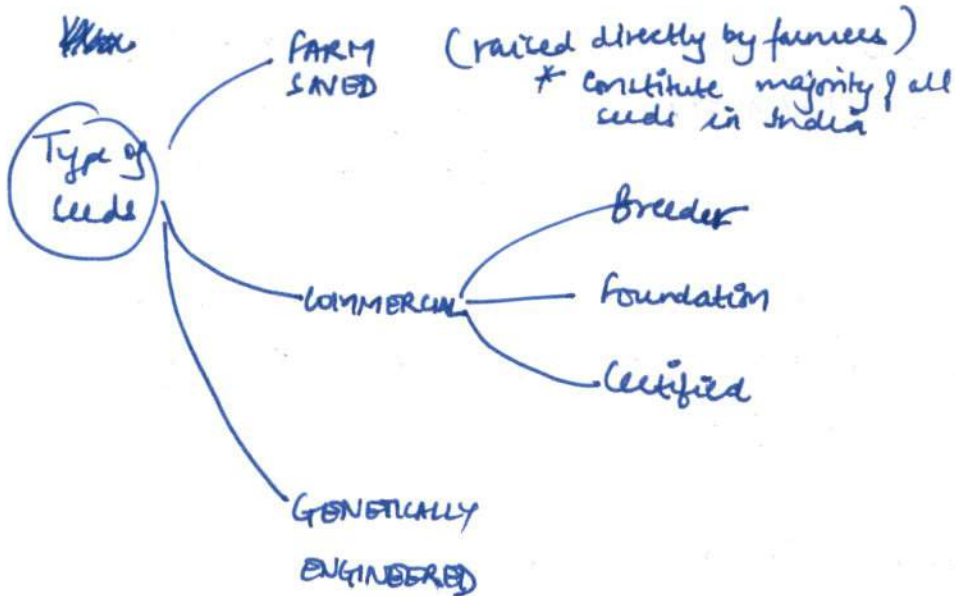 FARM (raised directly by farmers)
SAVED * constitute majority of all
seeds in India
Type of
seeds
Breeder
COMMERCIAL
Foundation
Certified
GENETICALLY
ENGINEERED